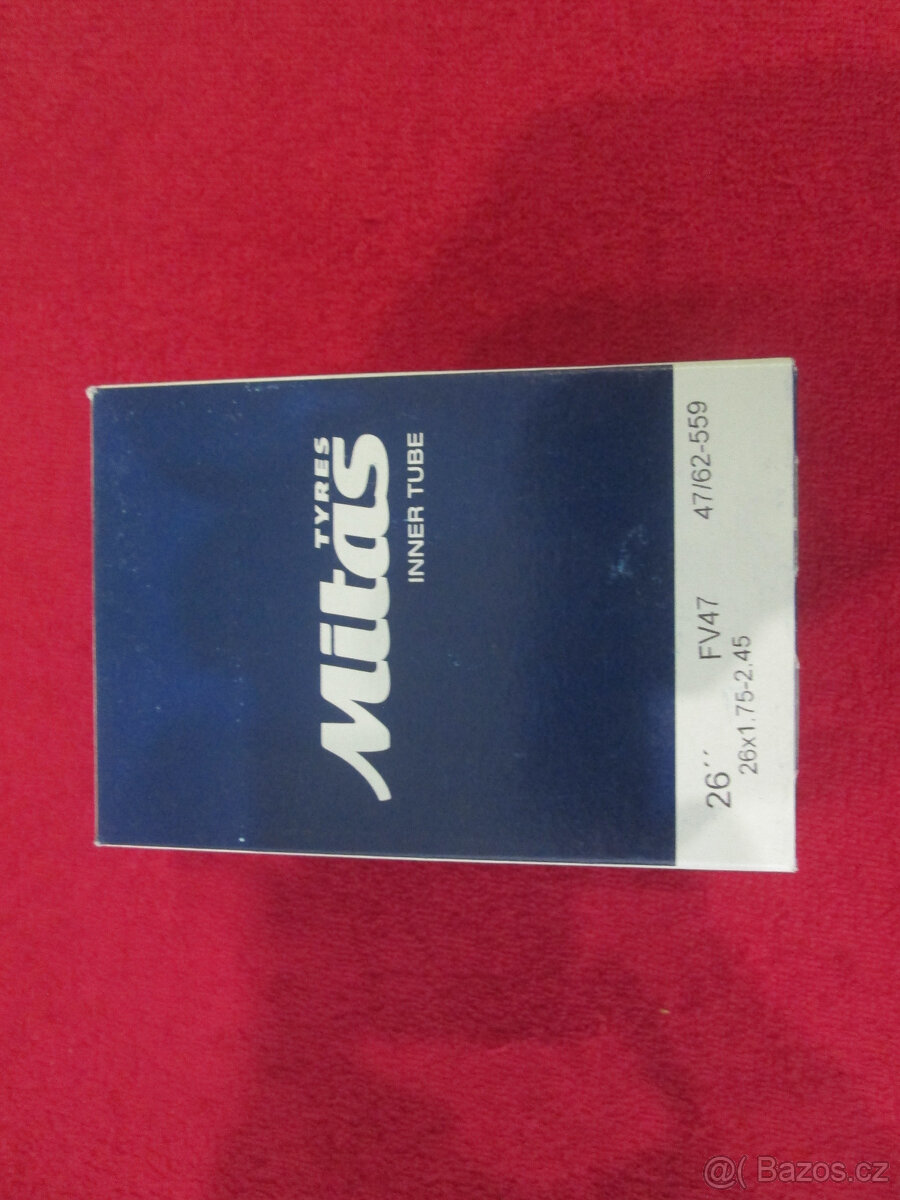 TYRES
Mitas
INNER TUBE
26´´ FV47 47/62-559
26x1.75-2.45
@( Bazos.cz